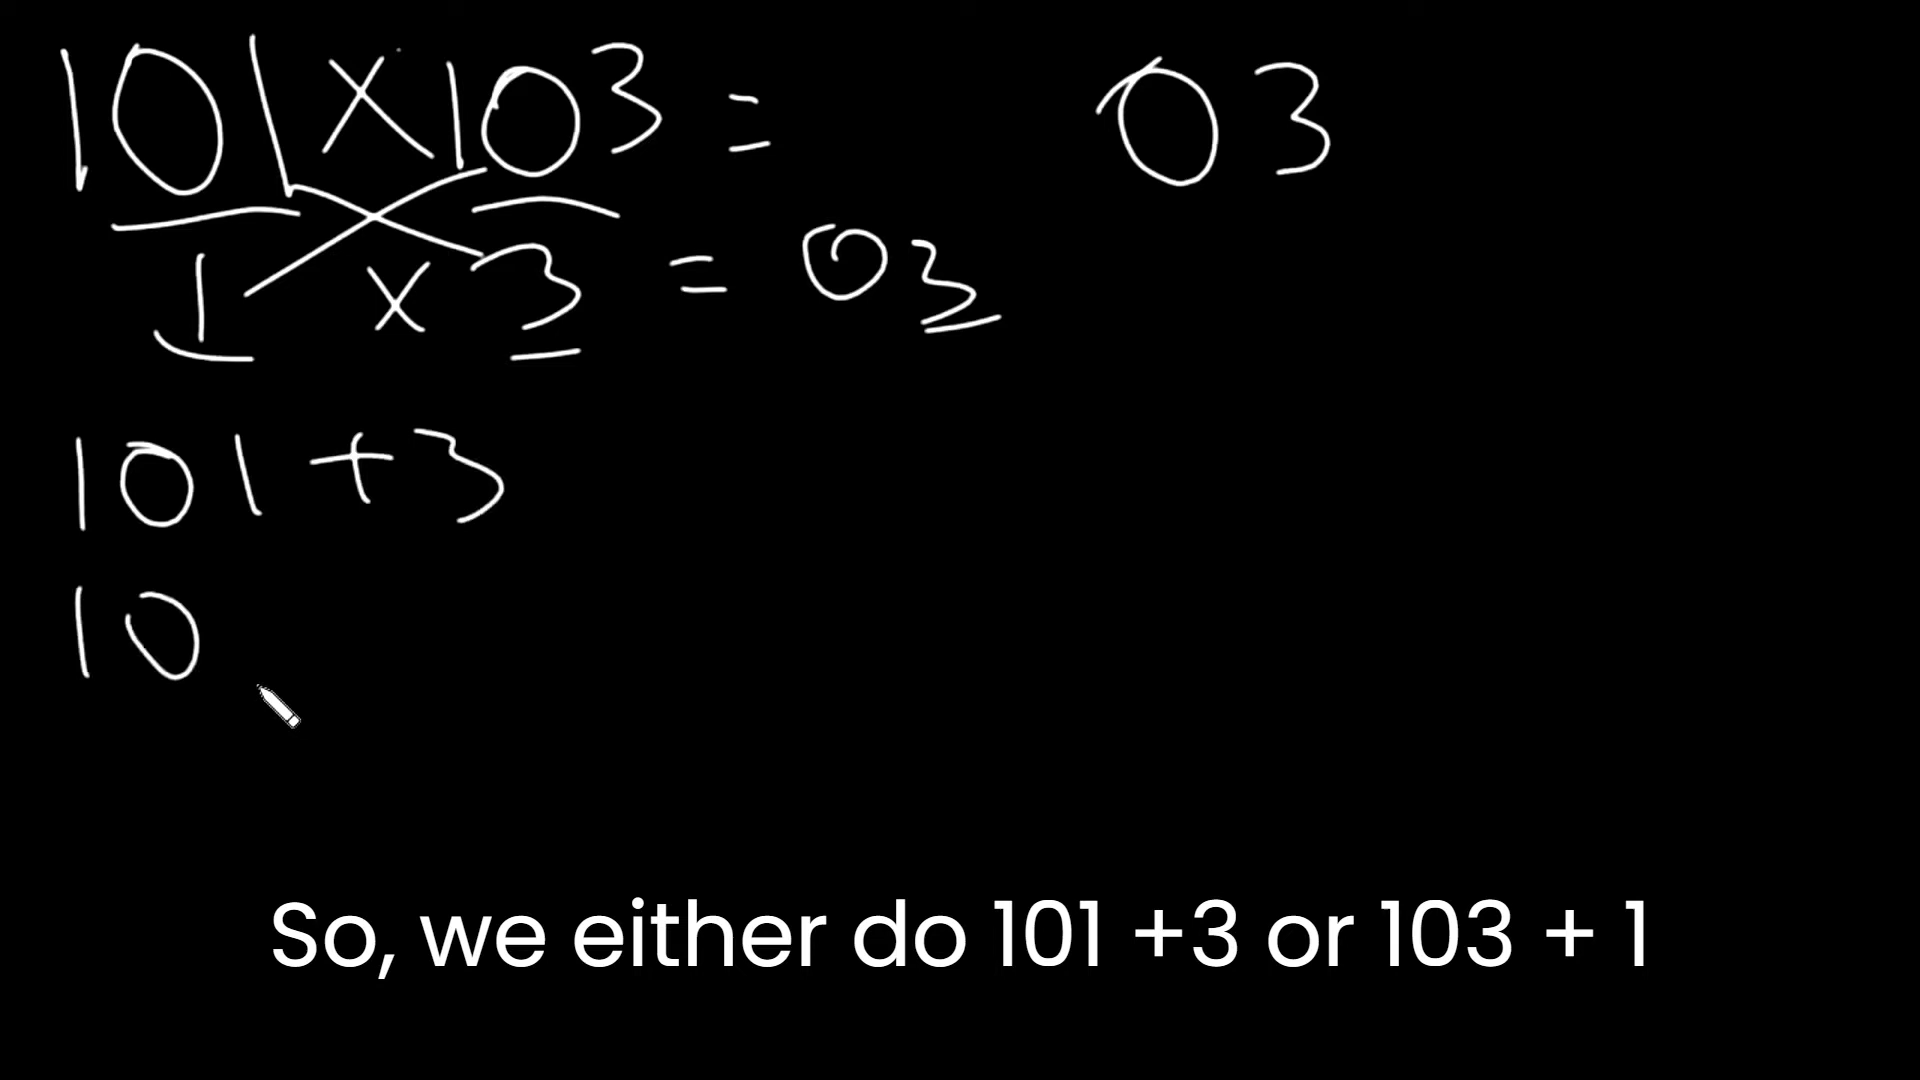 101 × 103 = 03
1 × 3 = 03
101 + 3
10
So, we either do 101 +3 or 103 + 1